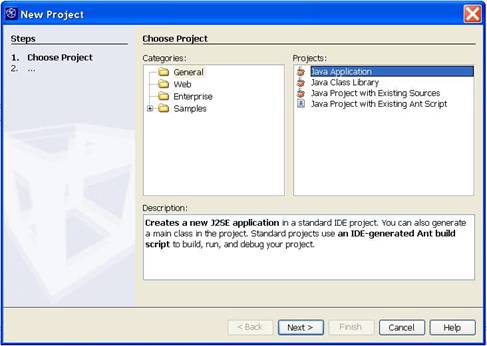 New Project
Steps
1. Choose Project
2. ...
Choose Project
Categories:
General
Web
Enterprise
Samples
Projects:
Java Application
Java Class Library
Java Project with Existing Sources
Java Project with Existing Ant Script
Description:
Creates a new J2SE application in a standard IDE project. You can also generate
a main class in the project. Standard projects use an IDE-generated Ant build
script to build, run, and debug your project.
< Back
Next >
Finish
Cancel
Help